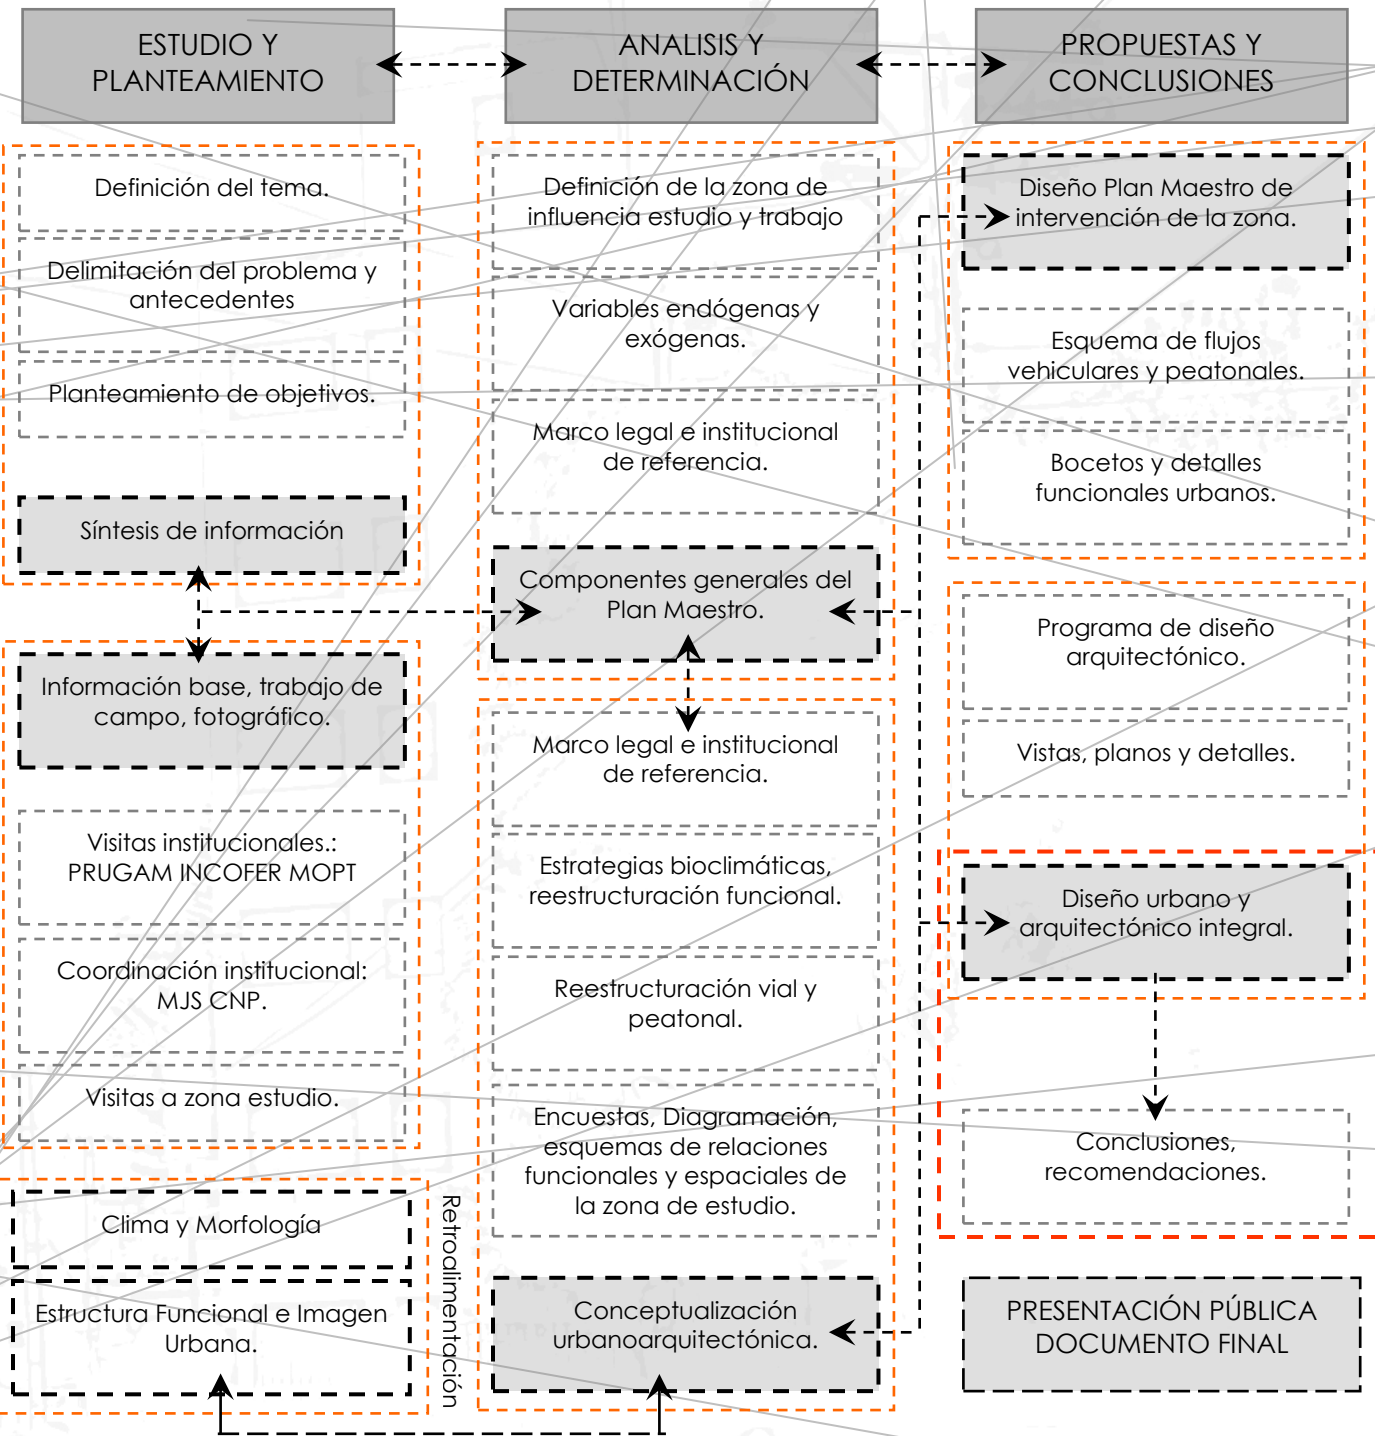 ESTUDIO Y
PLANTEAMIENTO
ANALISIS Y
DETERMINACIÓN
PROPUESTAS Y
CONCLUSIONES
Definición del tema.
Delimitación del problema y
antecedentes
Planteamiento de objetivos.
Síntesis de información
Información base, trabajo de
campo, fotográfico.
Visitas institucionales.:
PRUGAM INCOFER MOPT
Coordinación institucional:
MJS CNP.
Visitas a zona estudio.
Clima y Morfología
Estructura Funcional e Imagen
Urbana.
Retroalimentación
Definición de la zona de
influencia estudio y trabajo
Variables endógenas y
exógenas.
Marco legal e institucional
de referencia.
Componentes generales del
Plan Maestro.
Marco legal e institucional
de referencia.
Estrategias bioclimáticas,
reestructuración funcional.
Reestructuración vial y
peatonal.
Encuestas, Diagramación,
esquemas de relaciones
funcionales y espaciales de
la zona de estudio.
Conceptualización
urbanoarquitectónica.
Diseño Plan Maestro de
intervención de la zona.
Esquema de flujos
vehiculares y peatonales.
Bocetos y detalles
funcionales urbanos.
Programa de diseño
arquitectónico.
Vistas, planos y detalles.
Diseño urbano y
arquitectónico integral.
Conclusiones,
recomendaciones.
PRESENTACIÓN PÚBLICA
DOCUMENTO FINAL